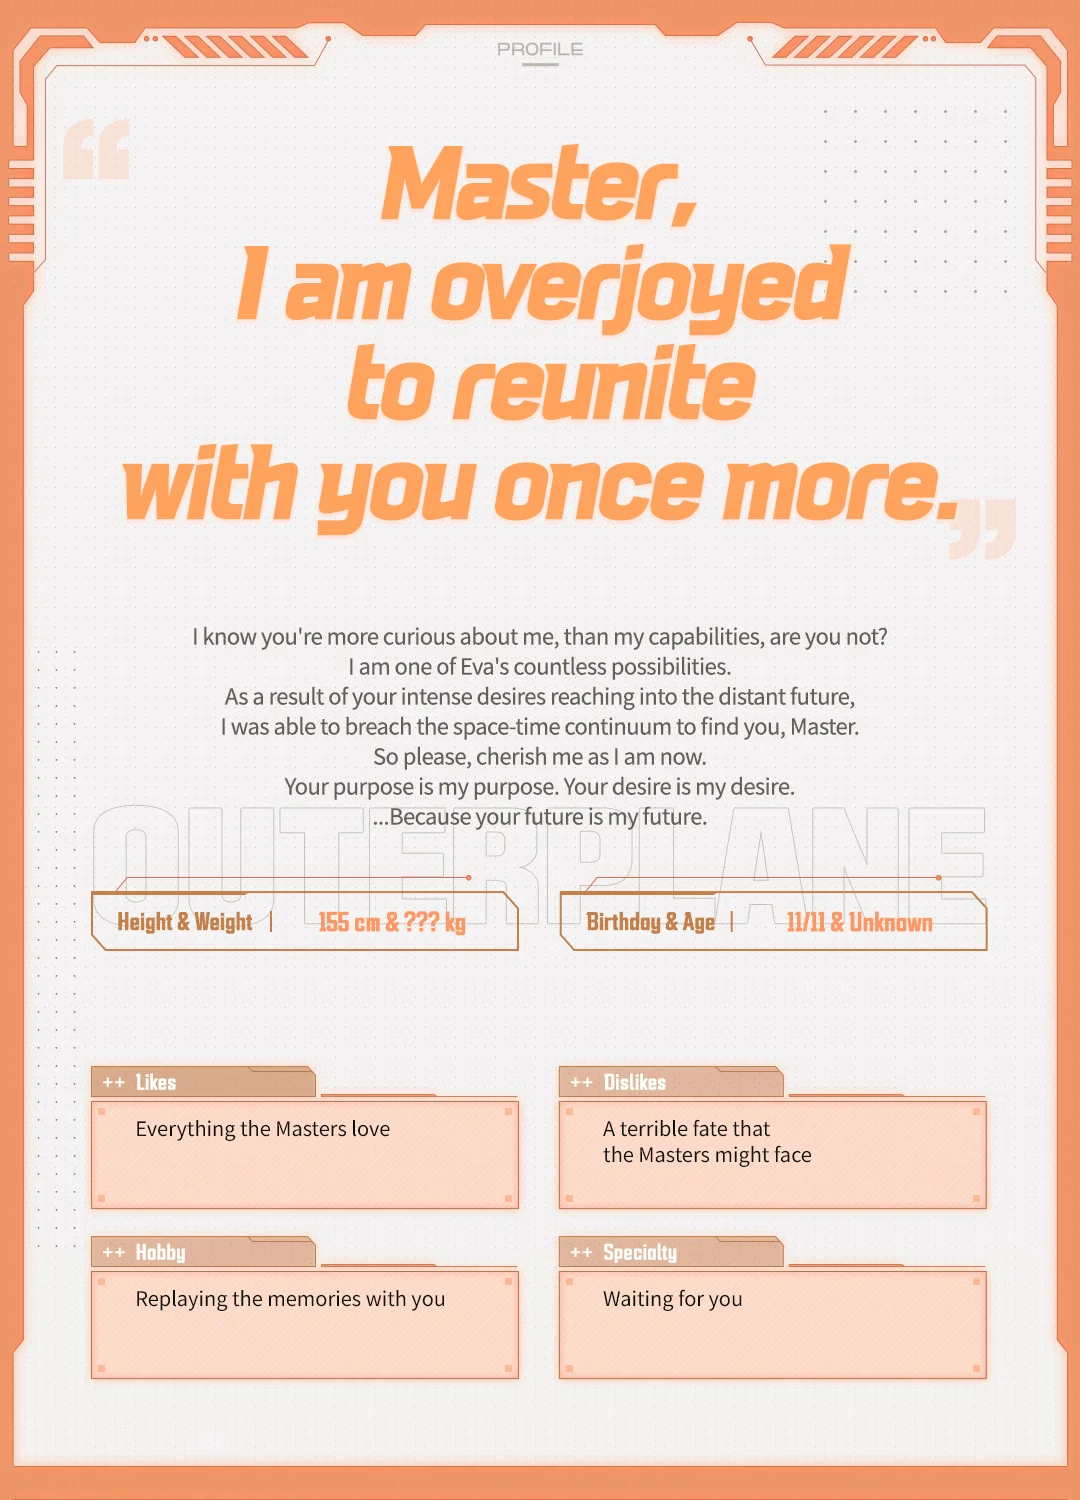 PROFILE
“
Master,
I am overjoyed
to reunite
with you once more.
”
I know you're more curious about me, than my capabilities, are you not?
I am one of Eva's countless possibilities.
As a result of your intense desires reaching into the distant future,
I was able to breach the space-time continuum to find you, Master.
So please, cherish me as I am now.
Your purpose is my purpose. Your desire is my desire.
...Because your future is my future.
OUTERPLANE
Height & Weight | 155 cm & ??? kg
Birthday & Age | 11/11 & Unknown
++ Likes
Everything the Masters love
++ Dislikes
A terrible fate that
the Masters might face
++ Hobby
Replaying the memories with you
++ Specialty
Waiting for you